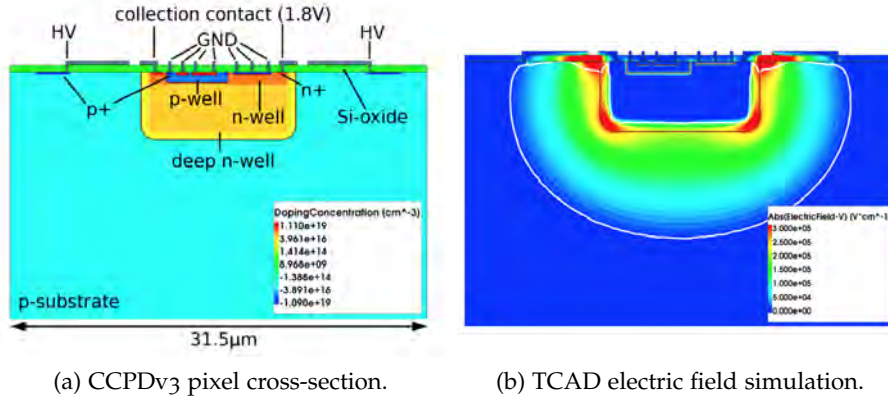 collection contact (1.8V)
HV
GND
HV
p+
p-well
n+
n-well
Si-oxide
deep n-well
DopingConcentration (cm^-3)
1.110e+19
3.961e+16
1.414e+14
8.968e+09
-1.388e+14
-3.891e+16
-1.090e+19
p-substrate
31.5µm
Abs(ElectricField-V) (V*cm^-1)
3.000e+05
2.500e+05
2.000e+05
1.500e+05
1.000e+05
5.000e+04
0.000e+00
(a) CCPDv3 pixel cross-section.
(b) TCAD electric field simulation.